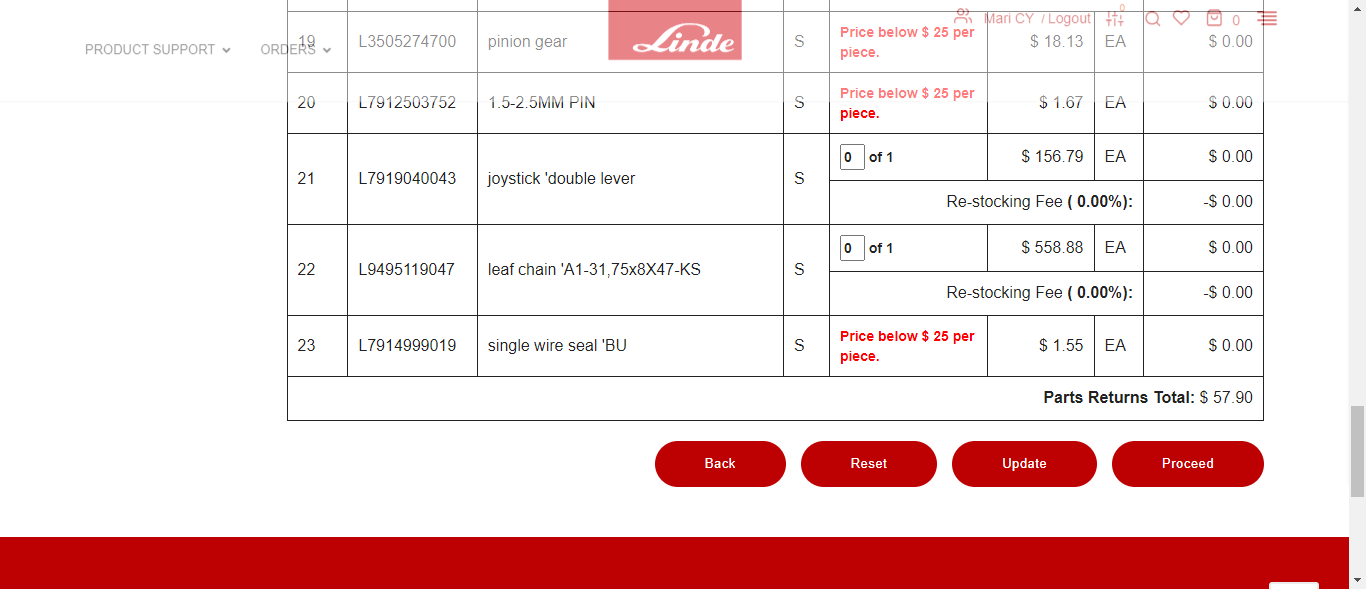 Mari CY / Logout 0 0
PRODUCT SUPPORT ORDERS Linde
19 L3505274700 pinion gear S Price below $ 25 per piece. $ 18.13 EA $ 0.00
20 L7912503752 1.5-2.5MM PIN S Price below $ 25 per piece. $ 1.67 EA $ 0.00
21 L7919040043 joystick 'double lever S 0 of 1 $ 156.79 EA $ 0.00
Re-stocking Fee ( 0.00%): -$ 0.00
22 L9495119047 leaf chain 'A1-31,75x8X47-KS S 0 of 1 $ 558.88 EA $ 0.00
Re-stocking Fee ( 0.00%): -$ 0.00
23 L7914999019 single wire seal 'BU S Price below $ 25 per piece. $ 1.55 EA $ 0.00
Parts Returns Total: $ 57.90
Back Reset Update Proceed